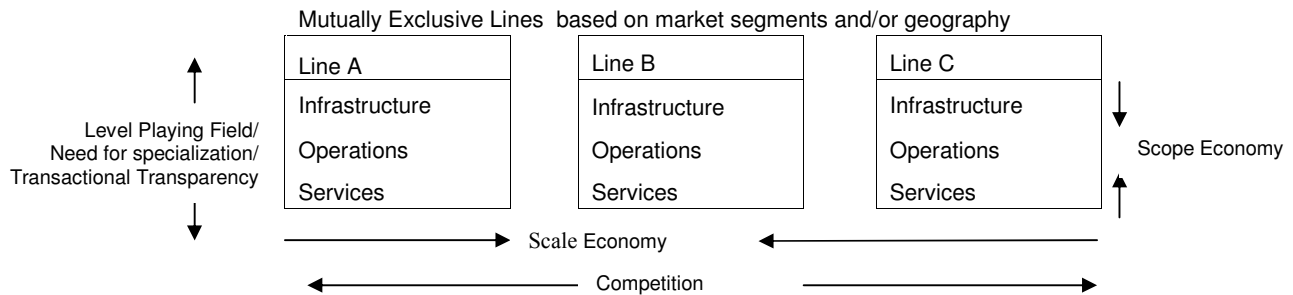 Mutually Exclusive Lines based on market segments and/or geography
Line A
Infrastructure
Operations
Services
Line B
Infrastructure
Operations
Services
Line C
Infrastructure
Operations
Services
Level Playing Field/
Need for specialization/
Transactional Transparency
Scope Economy
Scale Economy
Competition